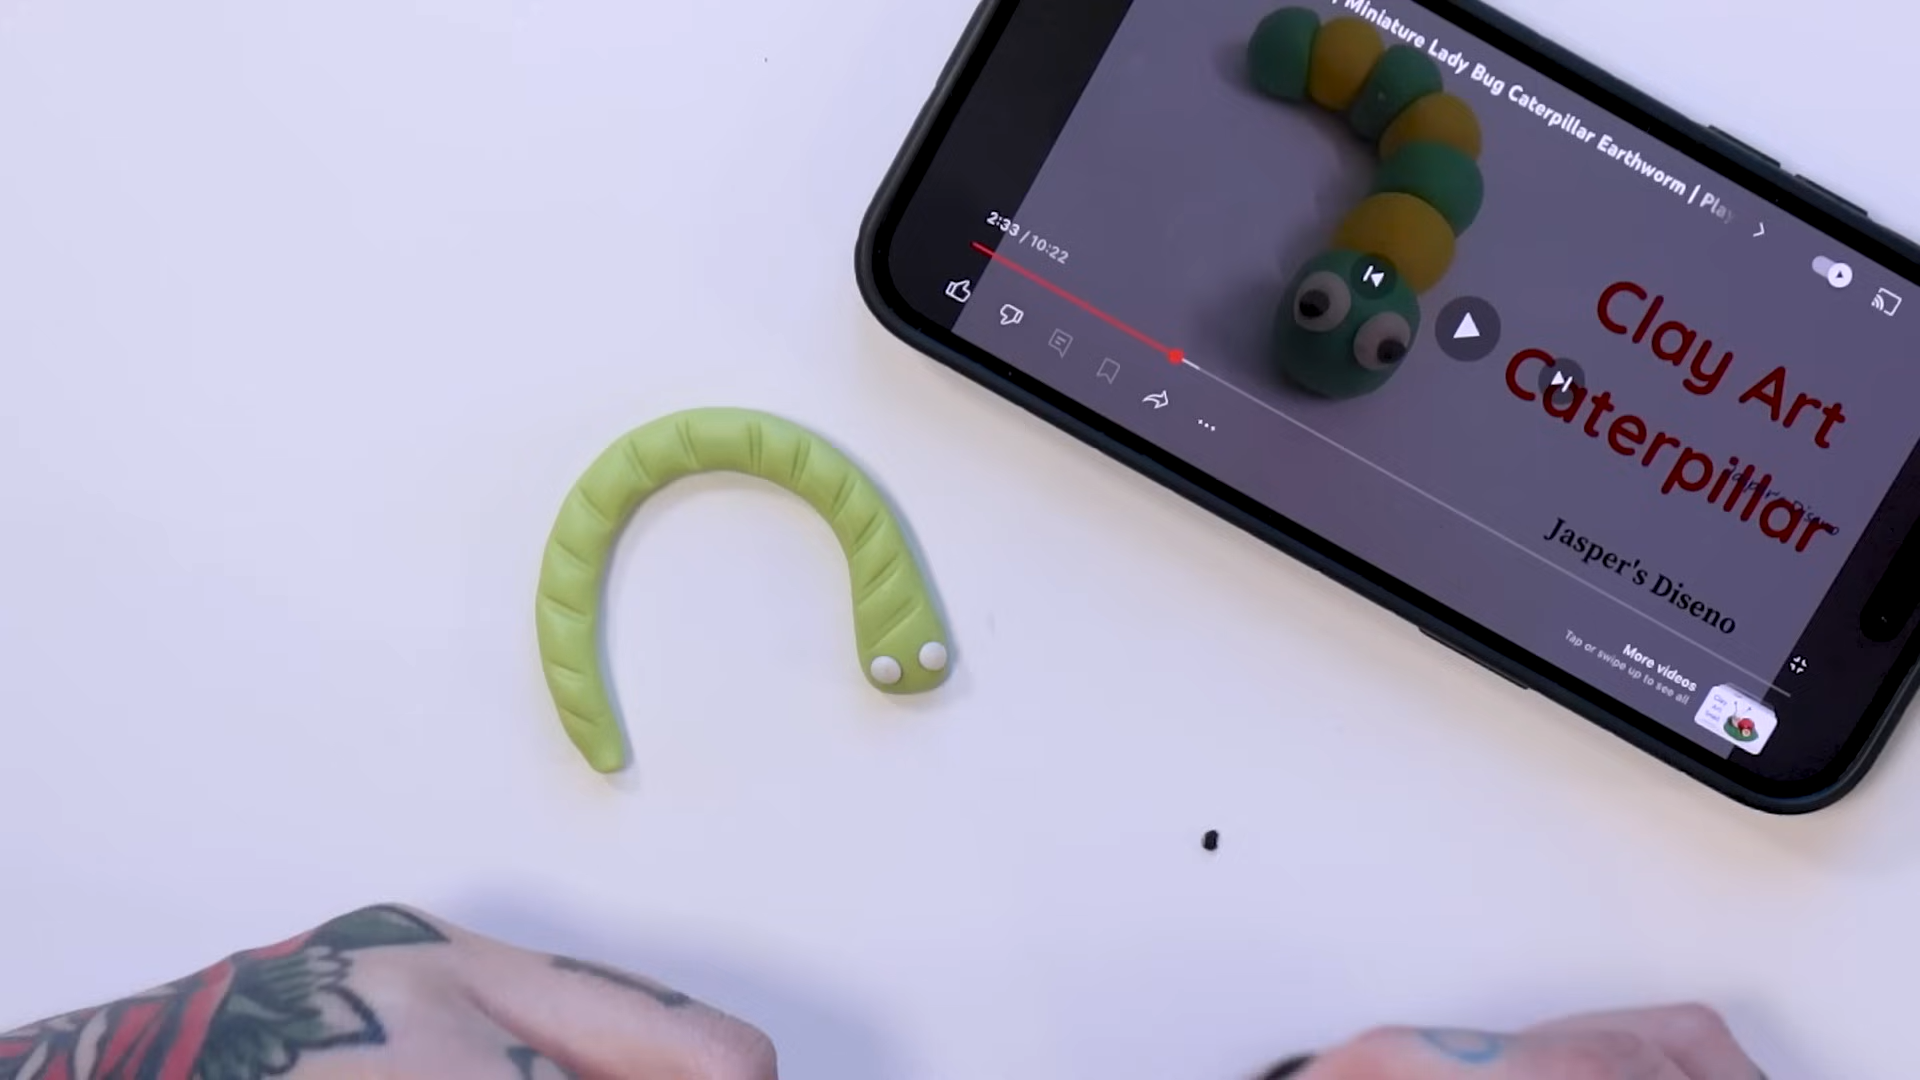 | Miniature Lady Bug Caterpillar Earthworm | Play
2:33 / 10:22
Clay Art
Caterpillar
Jasper's Diseno
More videos
Tap or swipe up to see all